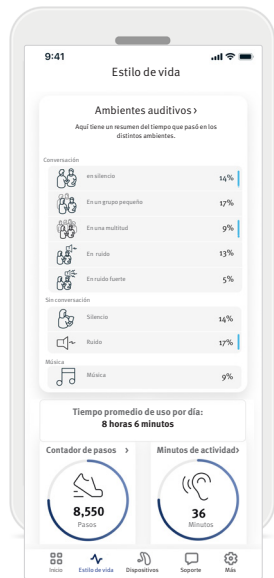 9:41
Estilo de vida
Ambientes auditivos ›
Aquí tiene un resumen del tiempo que pasó en los
distintos ambientes.
Conversación
en silencio 14%
En un grupo pequeño 17%
En una multitud 9%
En ruido 13%
En ruido fuerte 5%
Sin conversación
Silencio 14%
Ruido 17%
Música
Música 9%
Tiempo promedio de uso por día:
8 horas 6 minutos
Contador de pasos ›
8,550
Pasos
Minutos de actividad ›
36
Minutos
Inicio Estilo de vida Dispositivos Soporte Más